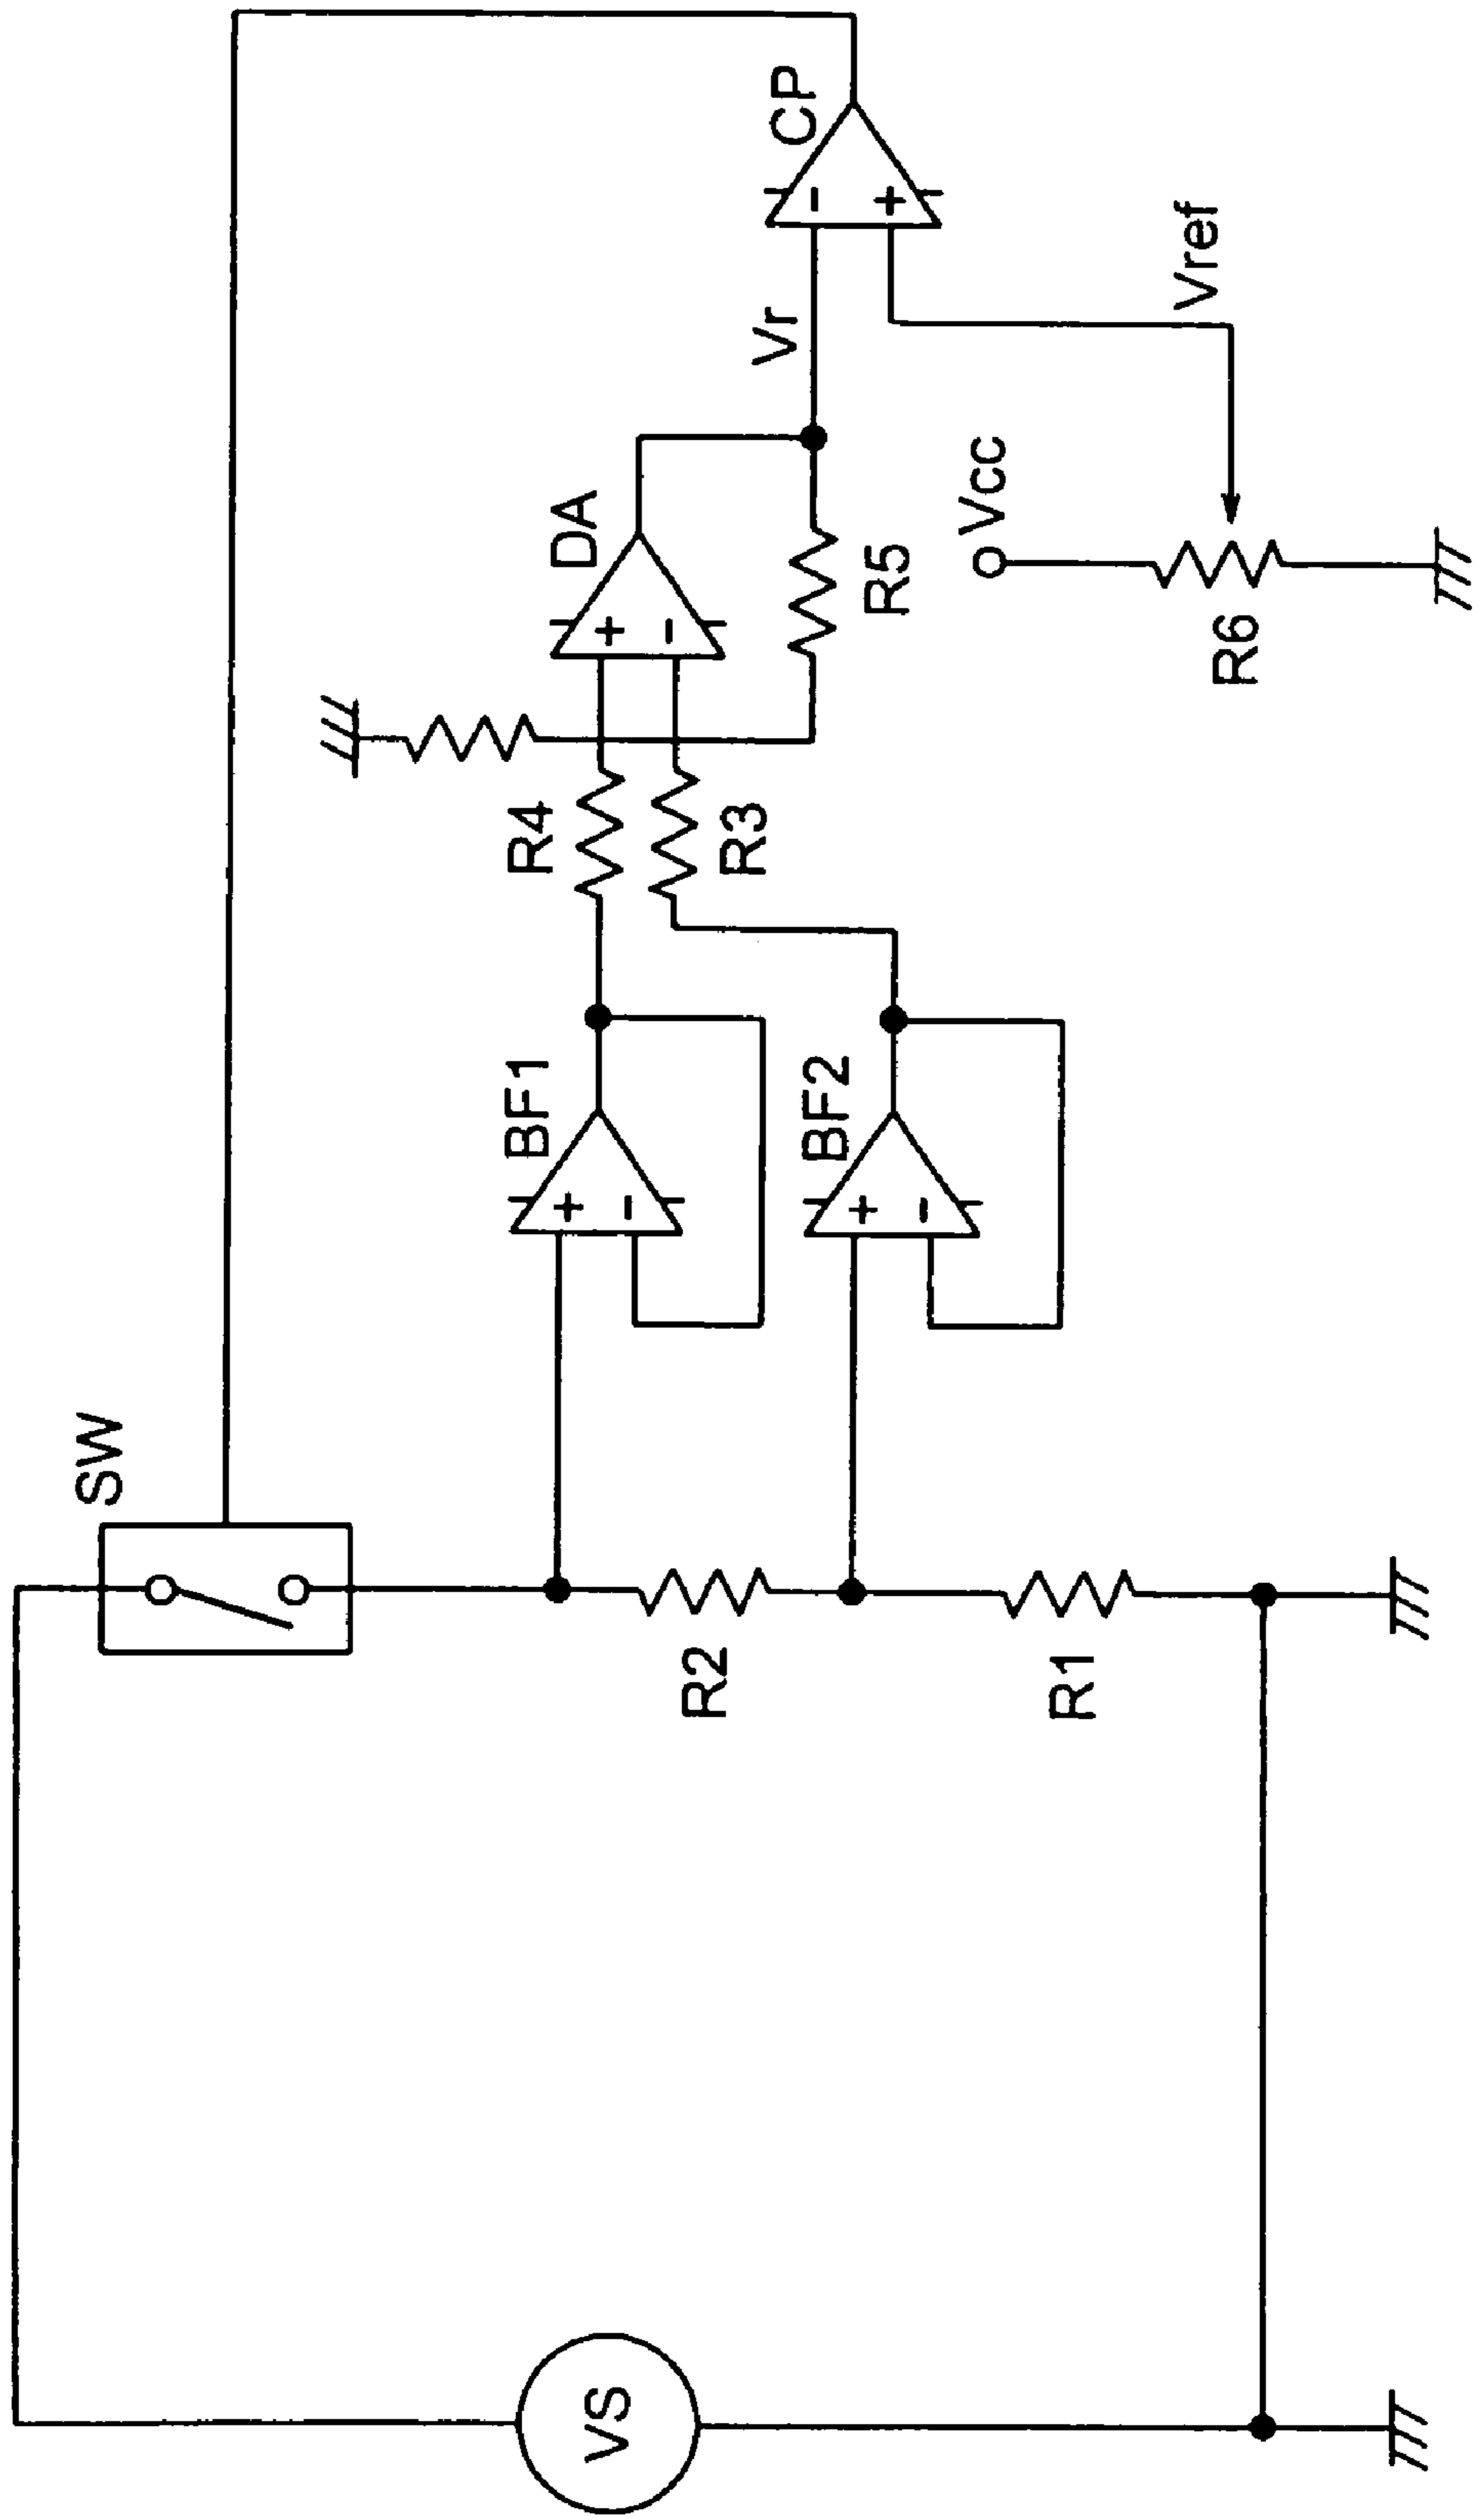 VS
SW
R2
R1
BF1
+
-
BF2
+
-
R4
R3
DA
+
-
R5
Vcc
R6
Vr
Vref
CP
-
+